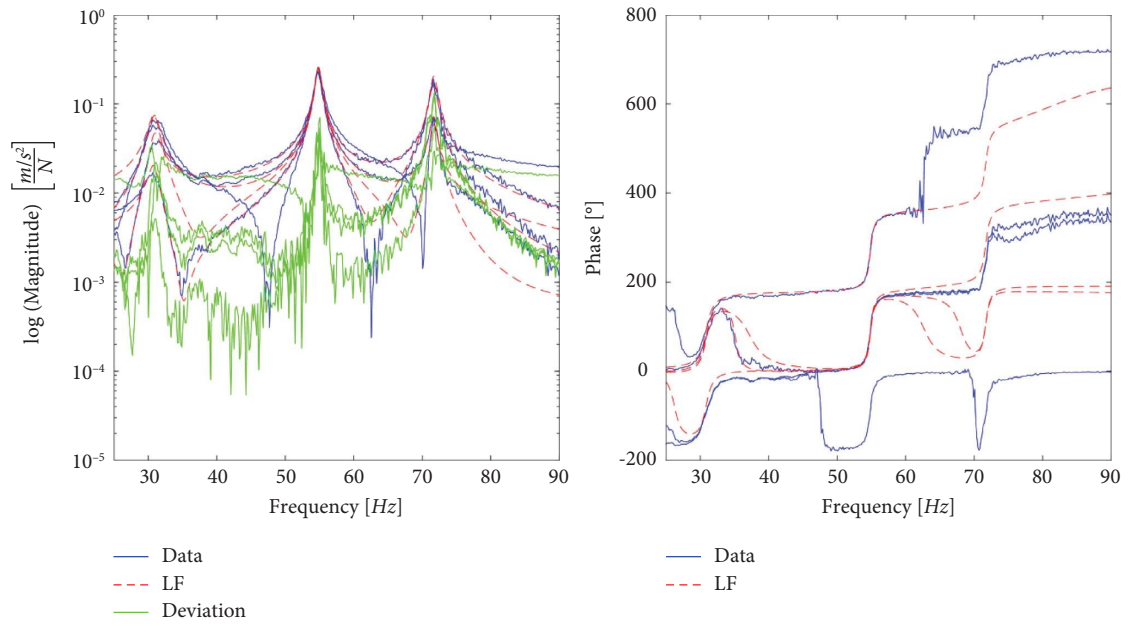 log (Magnitude) [m/s² / N]
10⁰
10⁻¹
10⁻²
10⁻³
10⁻⁴
10⁻⁵
30 40 50 60 70 80 90
Frequency [Hz]
Data
LF
Deviation
Phase [°]
800
600
400
200
0
-200
30 40 50 60 70 80 90
Frequency [Hz]
Data
LF